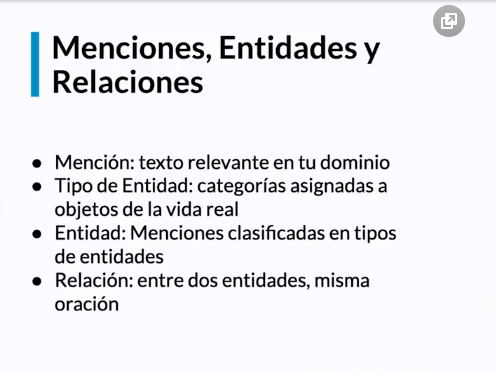 Menciones, Entidades y
Relaciones
● Mención: texto relevante en tu dominio
● Tipo de Entidad: categorías asignadas a
objetos de la vida real
● Entidad: Menciones clasificadas en tipos
de entidades
● Relación: entre dos entidades, misma
oración